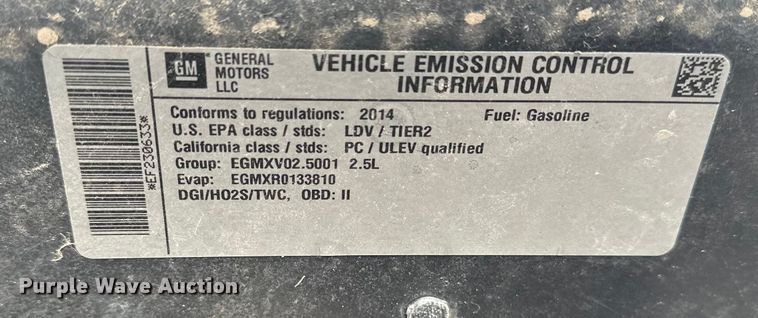 *EF230633*
GM
GENERAL MOTORS LLC
VEHICLE EMISSION CONTROL INFORMATION
Conforms to regulations: 2014 Fuel: Gasoline
U.S. EPA class / stds: LDV / TIER2
California class / stds: PC / ULEV qualified
Group: EGMXV02.5001 2.5L
Evap: EGMXR0133810
DGI/HO2S/TWC, OBD: II
Purple Wave Auction